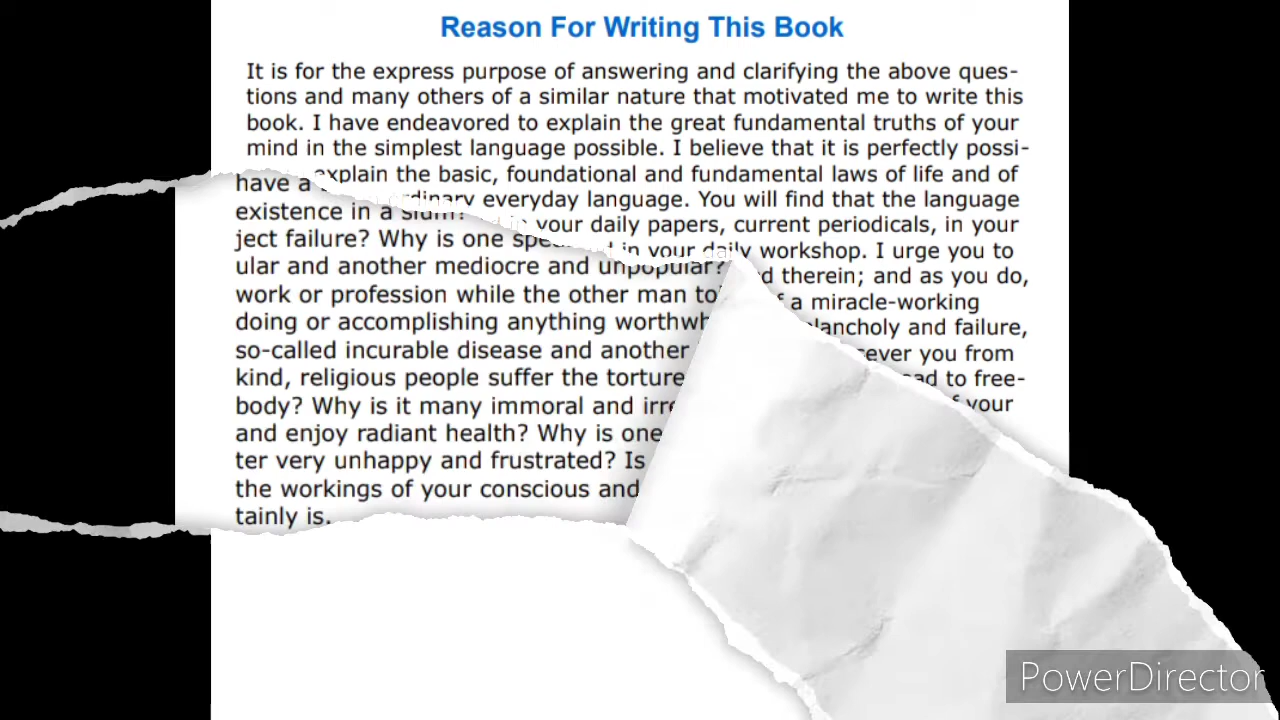 Reason For Writing This Book
It is for the express purpose of answering and clarifying the above ques-
tions and many others of a similar nature that motivated me to write this
book. I have endeavored to explain the great fundamental truths of your
mind in the simplest language possible. I believe that it is perfectly possi-
explain the basic, foundational and fundamental laws of life and of
ordinary everyday language. You will find that the language
in your daily papers, current periodicals, in your
in your daily workshop. I urge you to
therein; and as you do,
a miracle-working
and failure,
you from
to free-
your
have a
existence in a slum?
ject failure? Why is one
ular and another mediocre and unpopular?
work or profession while the other man
doing or accomplishing anything
so-called incurable disease and another
kind, religious people suffer the torture
body? Why is it many immoral and
and enjoy radiant health? Why is one
ter very unhappy and frustrated? Is
the workings of your conscious and
tainly is.
PowerDirector